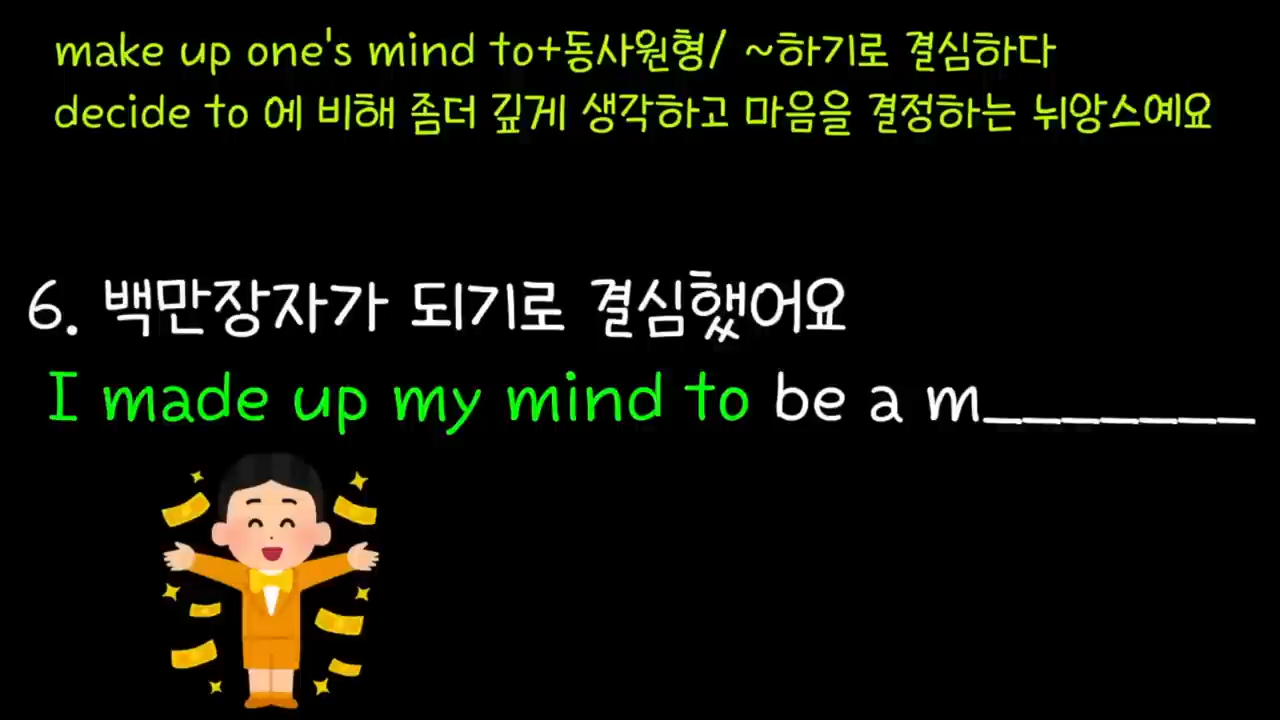 make up one's mind to+동사원형/ ~하기로 결심하다
decide to 에 비해 좀더 깊게 생각하고 마음을 결정하는 뉘앙스예요
6. 백만장자가 되기로 결심했어요
I made up my mind to be a m_______